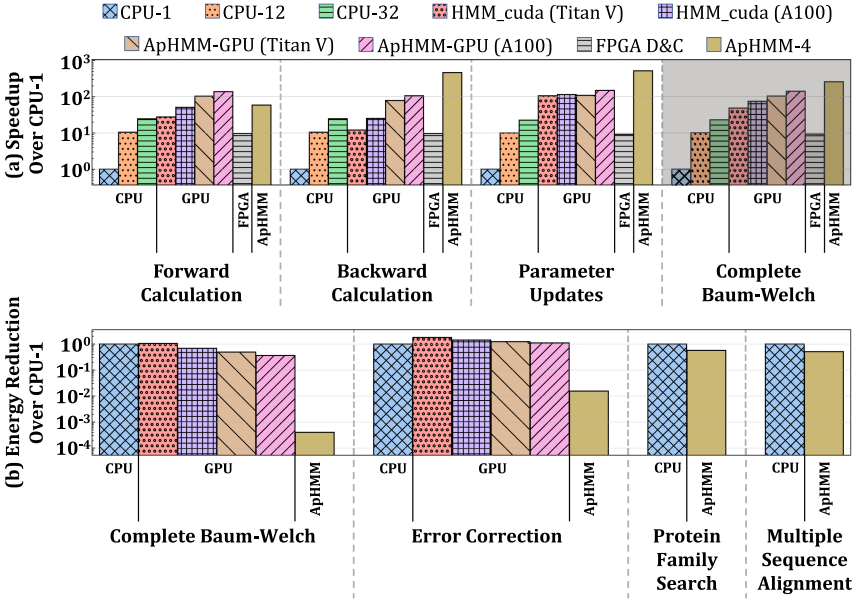 CPU-1 CPU-12 CPU-32 HMM_cuda (Titan V) HMM_cuda (A100)
ApHMM-GPU (Titan V) ApHMM-GPU (A100) FPGA D&C ApHMM-4
(a) Speedup
Over CPU-1
10³
10²
10¹
10⁰
CPU GPU FPGA ApHMM CPU GPU FPGA ApHMM CPU GPU FPGA ApHMM CPU GPU FPGA ApHMM
Forward Backward Parameter Complete
Calculation Calculation Updates Baum-Welch
(b) Energy Reduction
Over CPU-1
10⁰
10⁻¹
10⁻²
10⁻³
10⁻⁴
CPU GPU ApHMM CPU GPU ApHMM CPU ApHMM CPU ApHMM
Complete Baum-Welch Error Correction Protein Multiple
Family Sequence
Search Alignment